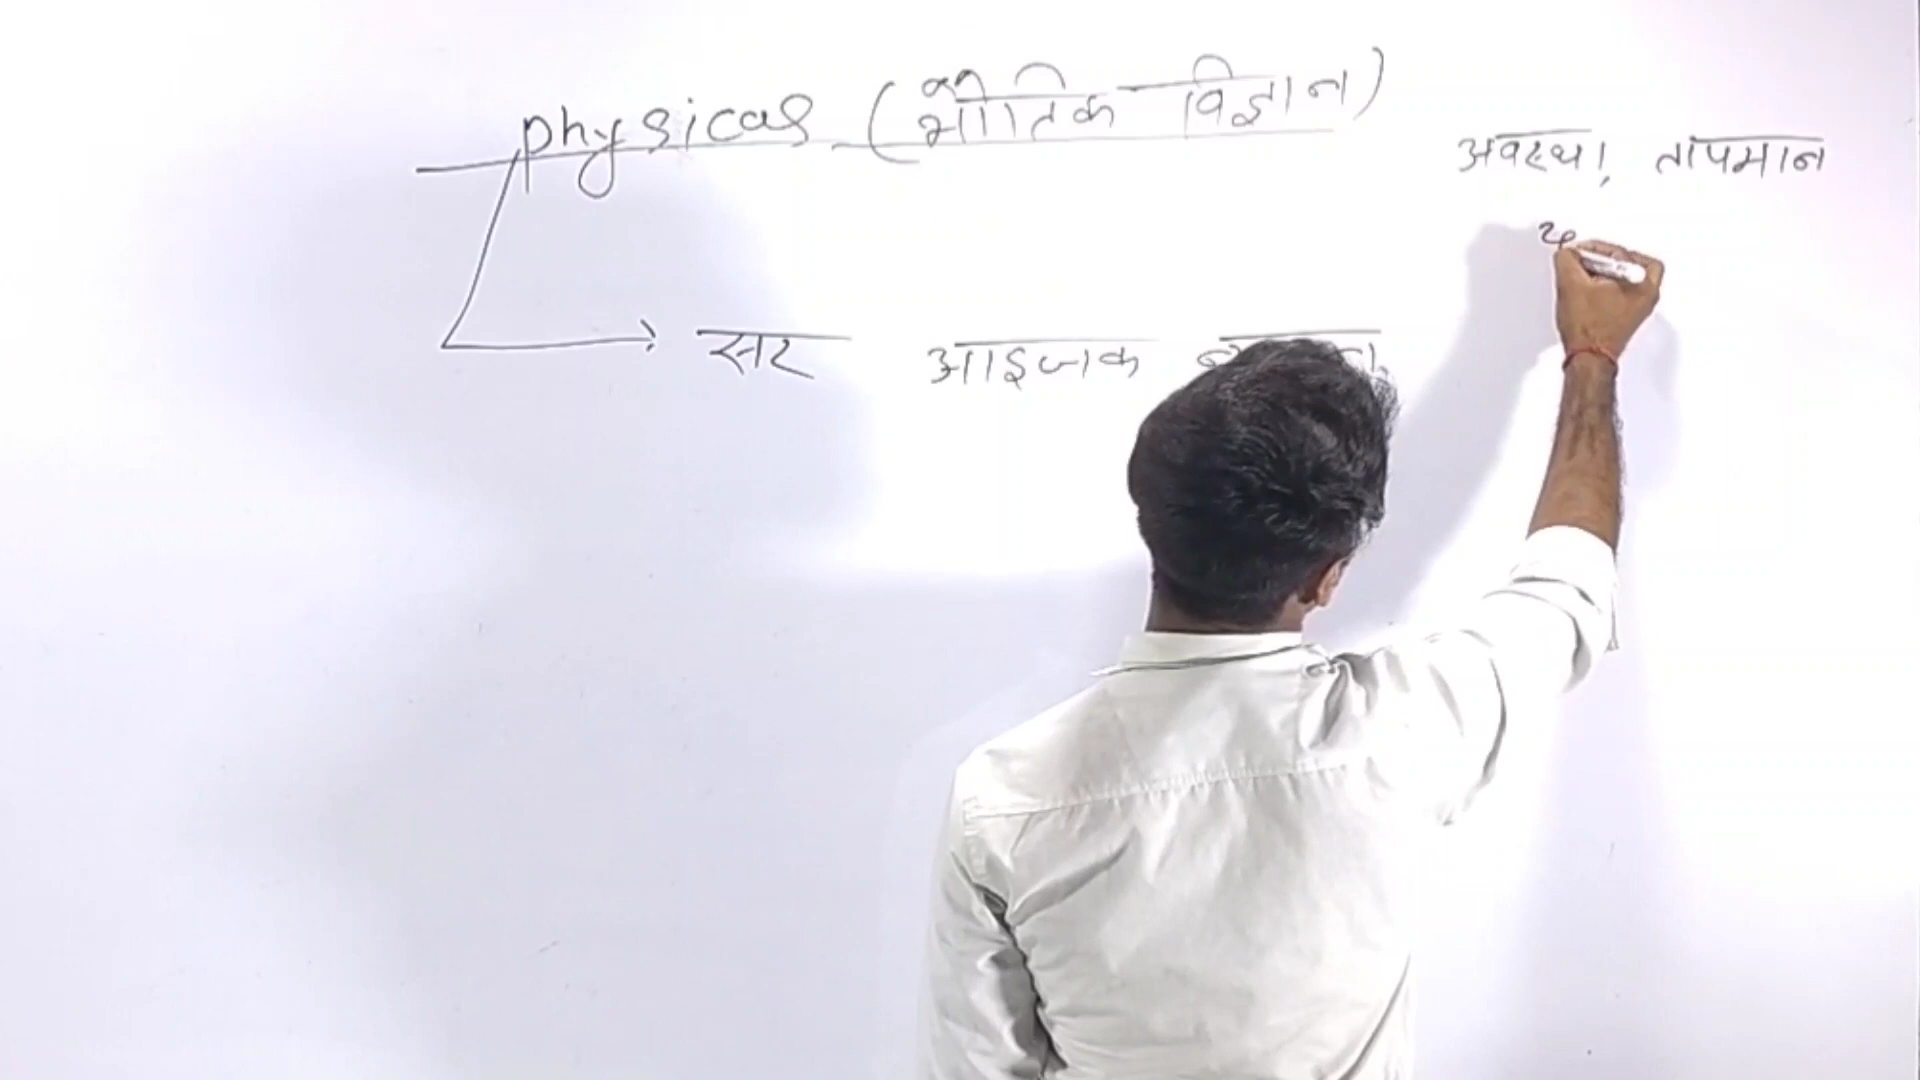 physical (भौतिक विज्ञान)
अवस्था, तापमान
सर आइजक